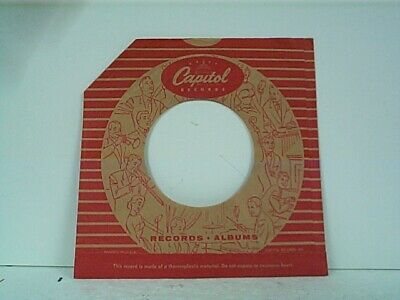 Capitol
RECORDS
RECORDS • ALBUMS
This record is made of a thermoplastic material. Do not expose to excessive heat.